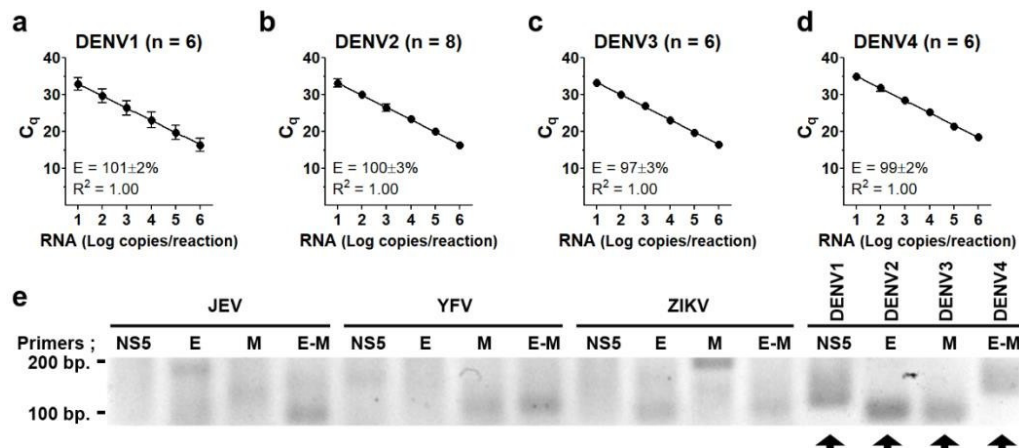 a b c d
DENV1 (n = 6) DENV2 (n = 8) DENV3 (n = 6) DENV4 (n = 6)
40 40 40 40
30 30 30 30
20 20 20 20
Cq Cq Cq Cq
E = 101±2% E = 100±3% E = 97±3% E = 99±2%
R² = 1.00 R² = 1.00 R² = 1.00 R² = 1.00
1 2 3 4 5 6 1 2 3 4 5 6 1 2 3 4 5 6 1 2 3 4 5 6
RNA (Log copies/reaction) RNA (Log copies/reaction) RNA (Log copies/reaction) RNA (Log copies/reaction)
e
JEV YFV ZIKV DENV1 DENV2 DENV3 DENV4
Primers ; NS5 E M E-M NS5 E M E-M NS5 E M E-M NS5 E M E-M
200 bp.
100 bp.